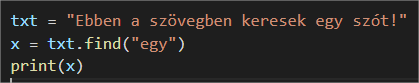 txt = "Ebben a szövegben keresek egy szót!"
x = txt.find("egy")
print(x)